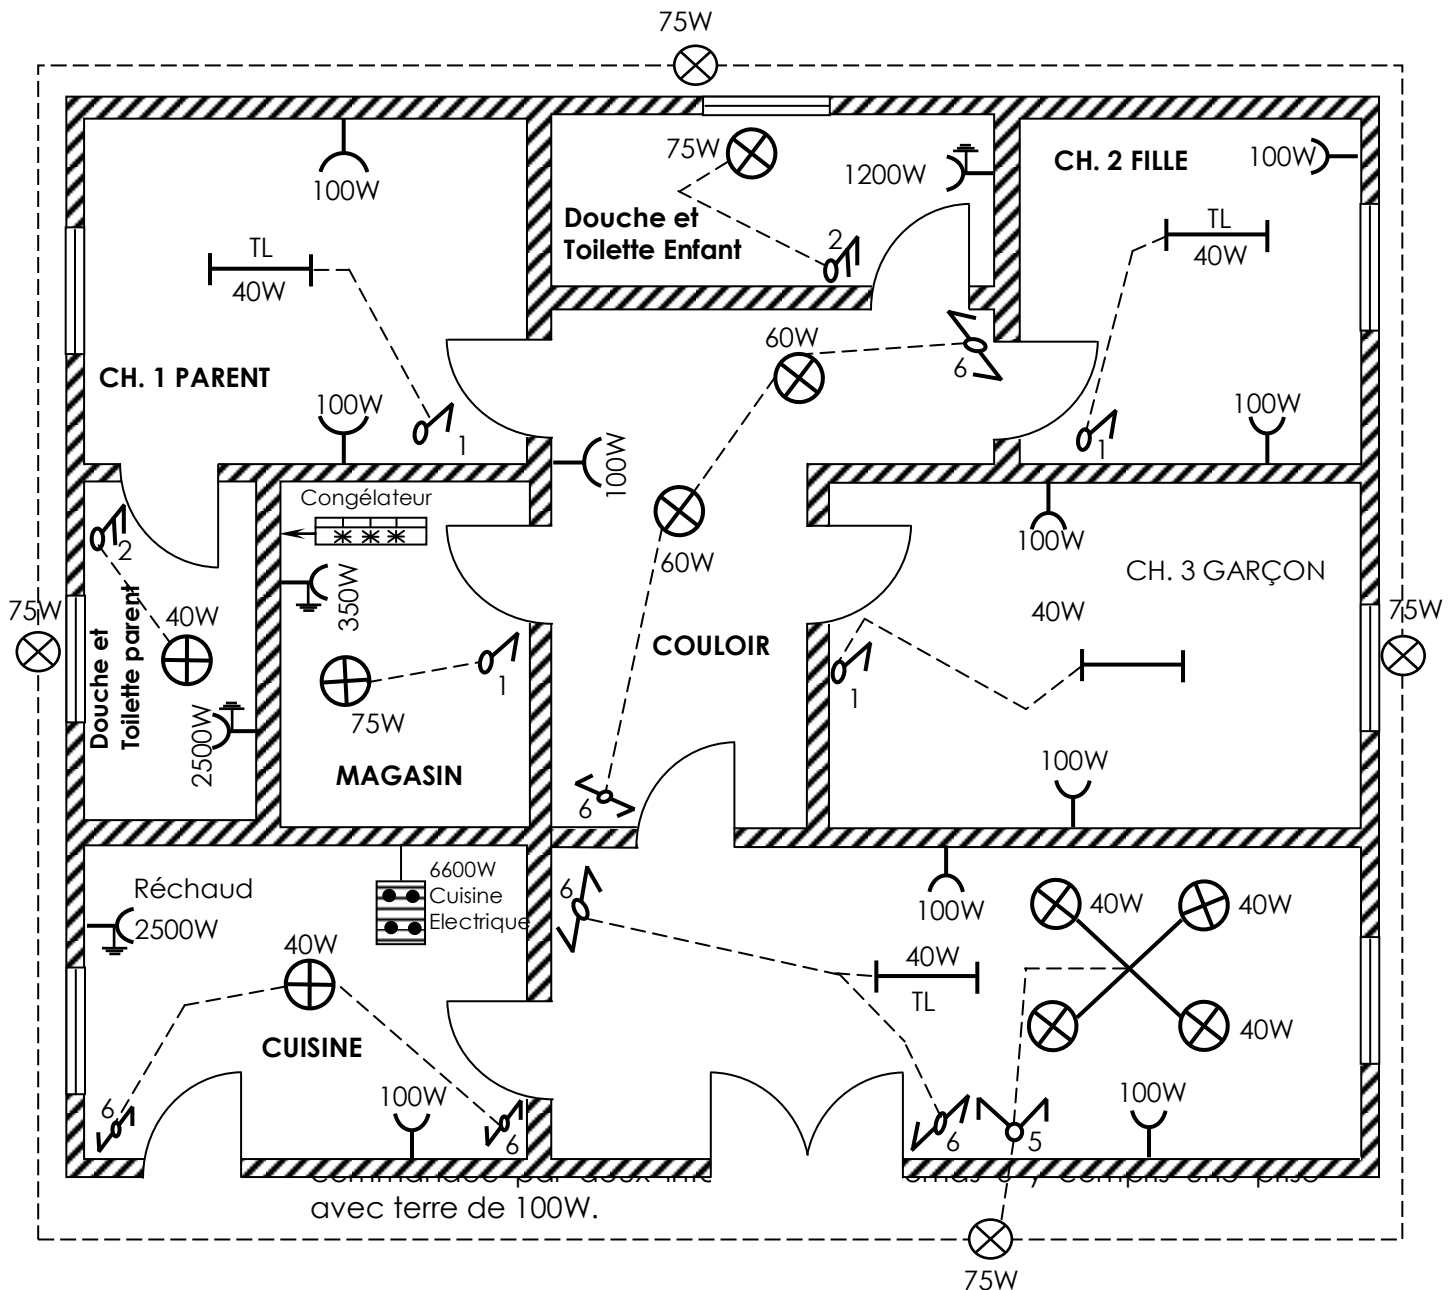 75W
75W
1200W
CH. 2 FILLE
100W
100W
Douche et
Toilette Enfant
2
TL
40W
TL
40W
60W
6
CH. 1 PARENT
100W
1
100W
1
100W
Congélateur
100W
CH. 3 GARÇON
2
60W
350W
75W
40W
Douche et
Toilette parent
40W
75W
COULOIR
1
1
75W
2500W
MAGASIN
100W
6
6600W
Cuisine
Electrique
Réchaud
2500W
6
100W
40W
40W
40W
40W
TL
40W
CUISINE
100W
100W
6
6
6
5
avec terre de 100W.
75W